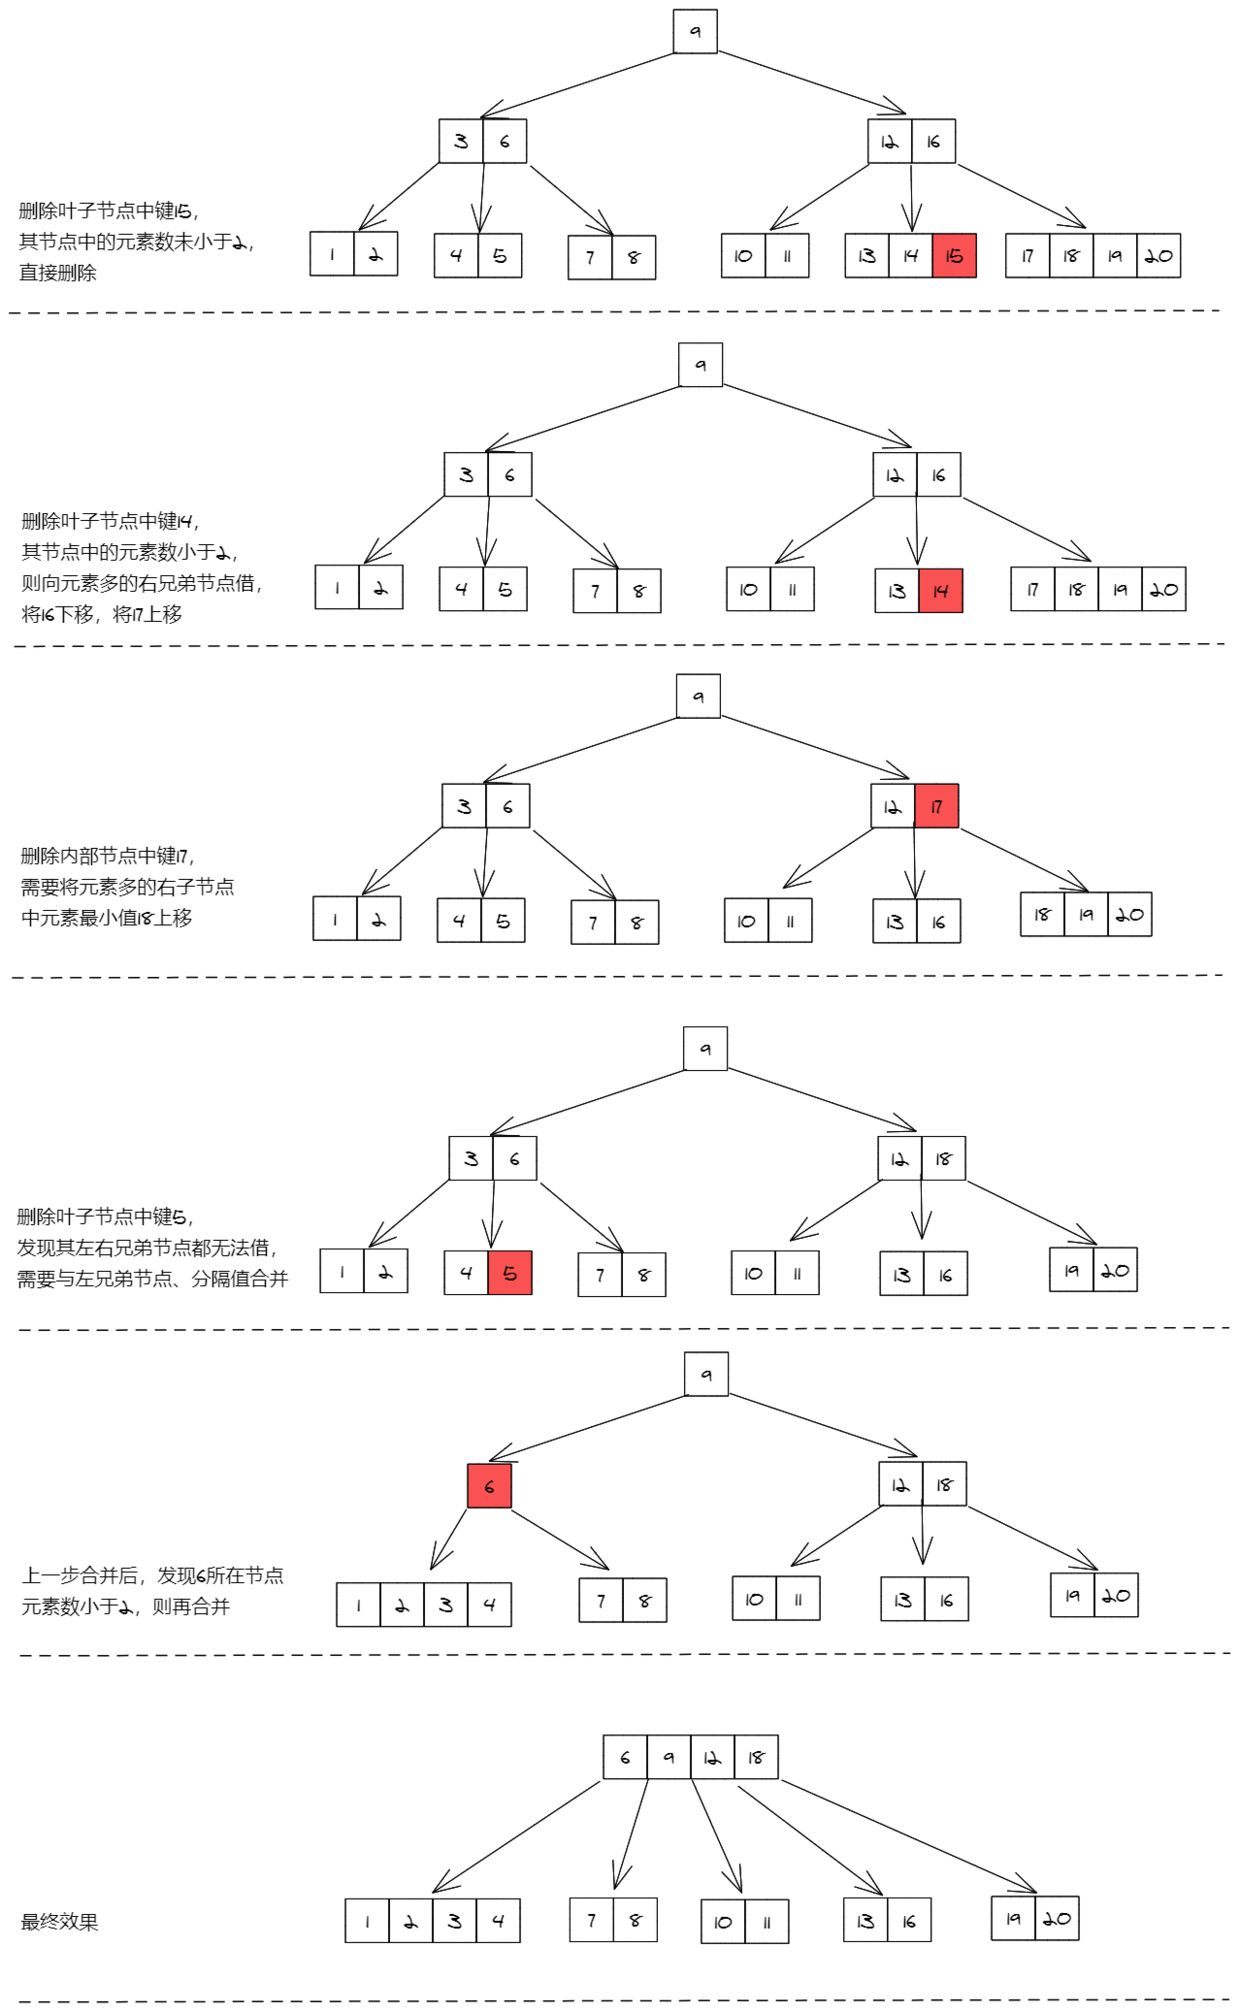 9
3 6
12 16
删除叶子节点中键15,
其节点中的元素数未小于2,
直接删除
1 2
4 5
7 8
10 11
13 14 15
17 18 19 20
9
3 6
12 16
删除叶子节点中键14,
其节点中的元素数小于2,
则向元素多的右兄弟节点借,
将16下移，将17上移
1 2
4 5
7 8
10 11
13 14
17 18 19 20
9
3 6
12 17
删除内部节点中键17,
需要将元素多的右子节点
中元素最小值18上移
1 2
4 5
7 8
10 11
13 16
18 19 20
9
3 6
12 18
删除叶子节点中键5,
发现其左右兄弟节点都无法借,
需要与左兄弟节点、分隔值合并
1 2
4 5
7 8
10 11
13 16
19 20
9
6
12 18
上一步合并后，发现6所在节点
元素数小于2，则再合并
1 2 3 4
7 8
10 11
13 16
19 20
6 9 12 18
最终效果
1 2 3 4
7 8
10 11
13 16
19 20